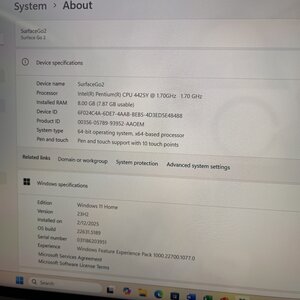 System > About
SurfaceGo2
Surface Go 2
Device specifications
Device name SurfaceGo2
Processor Intel(R) Pentium(R) CPU 4425Y @ 1.70GHz 1.70 GHz
Installed RAM 8.00 GB (7.87 GB usable)
Device ID 6F024C4A-6DE7-4AAB-BEB5-4D3ED5E48488
Product ID 00356-05789-93952-AAOEM
System type 64-bit operating system, x64-based processor
Pen and touch Pen and touch support with 10 touch points
Related links Domain or workgroup System protection Advanced system settings
Windows specifications
Edition Windows 11 Home
Version 23H2
Installed on 2/12/2025
OS build 22631.5189
Serial number 031186203951
Experience Windows Feature Experience Pack 1000.22700.1077.0
Microsoft Services Agreement
Microsoft Software License Terms
Search